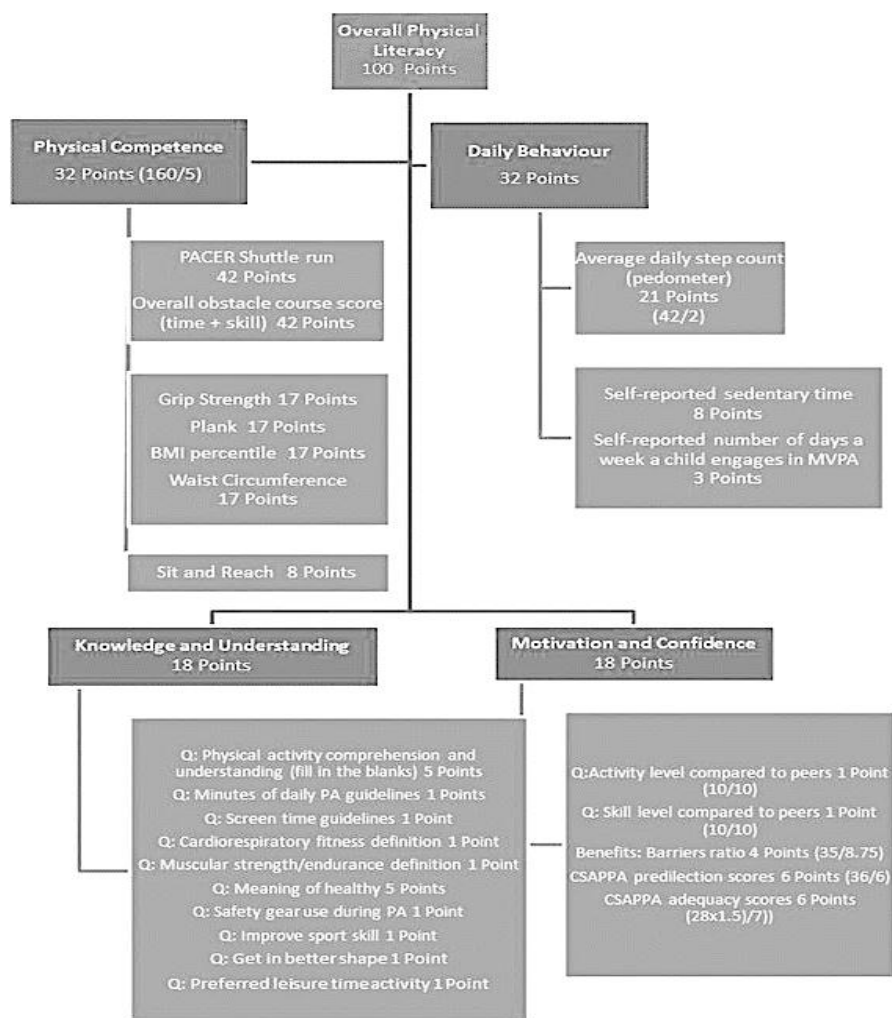 Overall Physical
Literacy
100 Points
Physical Competence
32 Points (160/5)
Daily Behaviour
32 Points
PACER Shuttle run
42 Points
Overall obstacle course score
(time + skill) 42 Points
Grip Strength 17 Points
Plank 17 Points
BMI percentile 17 Points
Waist Circumference
17 Points
Sit and Reach 8 Points
Average daily step count
(pedometer)
21 Points
(42/2)
Self-reported sedentary time
8 Points
Self-reported number of days a
week a child engages in MVPA
3 Points
Knowledge and Understanding
18 Points
Motivation and Confidence
18 Points
Q: Physical activity comprehension and
understanding (fill in the blanks) 5 Points
Q: Minutes of daily PA guidelines 1 Points
Q: Screen time guidelines 1 Point
Q: Cardiorespiratory fitness definition 1 Point
Q: Muscular strength/endurance definition 1 Point
Q: Meaning of healthy 5 Points
Q: Safety gear use during PA 1 Point
Q: Improve sport skill 1 Point
Q: Get in better shape 1 Point
Q: Preferred leisure time activity 1 Point
Q:Activity level compared to peers 1 Point
(10/10)
Q: Skill level compared to peers 1 Point
(10/10)
Benefits: Barriers ratio 4 Points (35/8.75)
CSAPPA predilection scores 6 Points (36/6)
CSAPPA adequacy scores 6 Points
(28x1.5)/7))